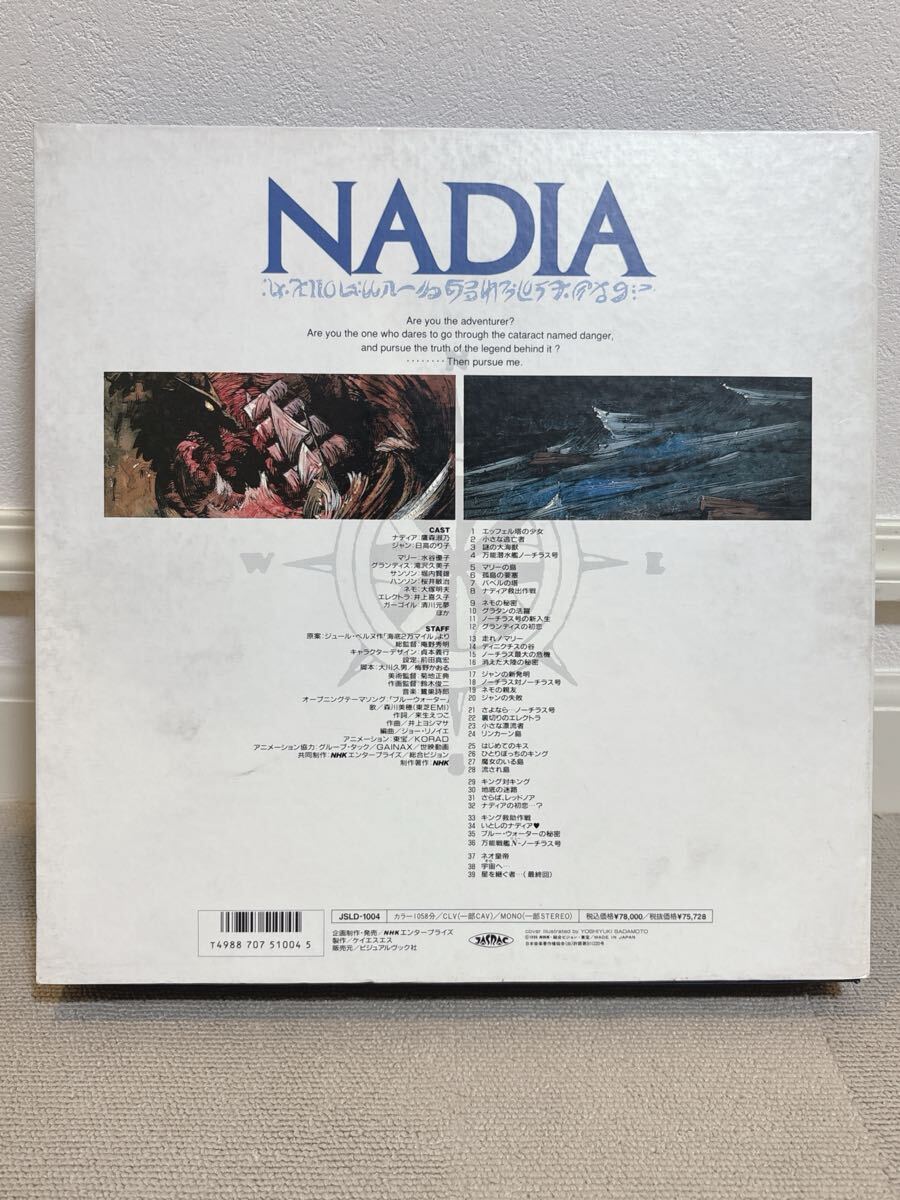 NADIA
Are you the adventurer?
Are you the one who dares to go through the cataract named danger,
and pursue the truth of the legend behind it ?
········Then pursue me.
W
E
CAST
ナディア:鷹森淑乃
ジャン:日髙のり子
マリー:水谷優子
グランディス:滝沢久美子
サンソン:堀内賢雄
ハンソン:桜井敏治
ネモ:大塚明夫
エレクトラ:井上喜久子
ガーゴイル:清川元夢
ほか
STAFF
原案:ジュール・ベルヌ作「海底2万マイル」より
総監督:庵野秀明
キャラクターデザイン:貞本義行
設定:前田真宏
脚本:大川久男/梅野かおる
美術監督:菊地正典
作画監督:鈴木俊二
音楽:鷺巣詩郎
オープニングテーマソング:「ブルーウォーター」
歌/森川美穂(東芝EMI)
作詞/来生えつこ
作曲/井上ヨシマサ
編曲/ジョー・リノイエ
アニメーション:東宝/KORAD
アニメーション協力:グループ・タック/GAINAX/世映動画
共同制作:NHKエンタープライズ/総合ビジョン
制作著作:NHK
1 エッフェル塔の少女
2 小さな逃亡者
3 謎の大海獣
4 万能潜水艦ノーチラス号
5 マリーの島
6 孤島の要塞
7 バベルの塔
8 ナディア救出作戦
9 ネモの秘密
10 グラタンの活躍
11 ノーチラス号の新入生
12 グランディスの初恋
13 走れ!マリー
14 ディニクチスの谷
15 ノーチラス最大の危機
16 消えた大陸の秘密
17 ジャンの新発明
18 ノーチラス対ノーチラス号
19 ネモの親友
20 ジャンの失敗
21 さよなら…ノーチラス号
22 裏切りのエレクトラ
23 小さな漂流者
24 リンカーン島
25 はじめてのキス
26 ひとりぼっちのキング
27 魔女のいる島
28 流され島
29 キング対キング
30 地底の迷路
31 さらば、レッドノア
32 ナディアの初恋…?
33 キング救助作戦
34 いとしのナディア♥
35 ブルー・ウォーターの秘密
36 万能戦艦N-ノーチラス号
37 ネオ皇帝
38 宇宙へ…
39 星を継ぐ者…(最終回)
T4988707510045
JSLD-1004 カラー1058分/CLV(一部CAV)/MONO(一部STEREO) 税込価格¥78,000/税抜価格¥75,728
企画制作・発売/NHKエンタープライズ
製作/ケイエスエス
販売元/ビジュアルブック社
JASRAC
cover illustrated by YOSHIYUKI SADAMOTO
NHK・総合ビジョン・東宝/MADE IN JAPAN